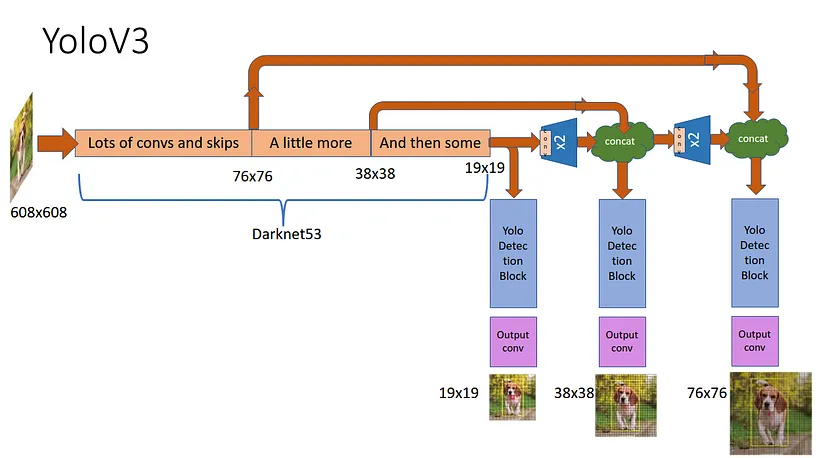 YoloV3
Lots of convs and skips
A little more
And then some
x2
concat
x2
concat
608x608
76x76
38x38
19x19
Darknet53
Yolo
Detec
tion
Block
Yolo
Detec
tion
Block
Yolo
Detec
tion
Block
Output
conv
Output
conv
Output
conv
19x19
38x38
76x76